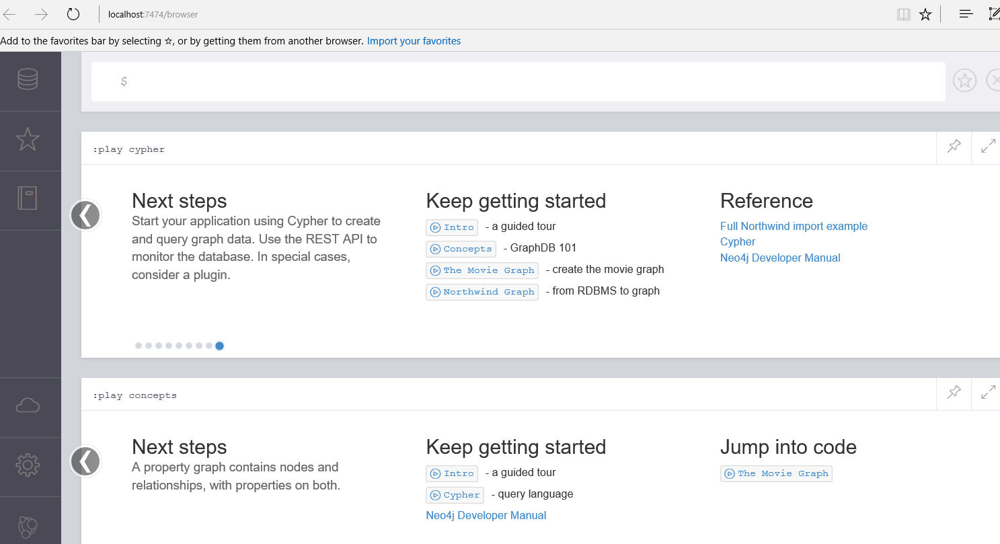 localhost:7474/browser
Add to the favorites bar by selecting ☆, or by getting them from another browser. Import your favorites
$
:play cypher
Next steps
Start your application using Cypher to create
and query graph data. Use the REST API to
monitor the database. In special cases,
consider a plugin.
Keep getting started
Intro - a guided tour
Concepts - GraphDB 101
The Movie Graph - create the movie graph
Northwind Graph - from RDBMS to graph
Reference
Full Northwind import example
Cypher
Neo4j Developer Manual
:play concepts
Next steps
A property graph contains nodes and
relationships, with properties on both.
Keep getting started
Intro - a guided tour
Cypher - query language
Neo4j Developer Manual
Jump into code
The Movie Graph